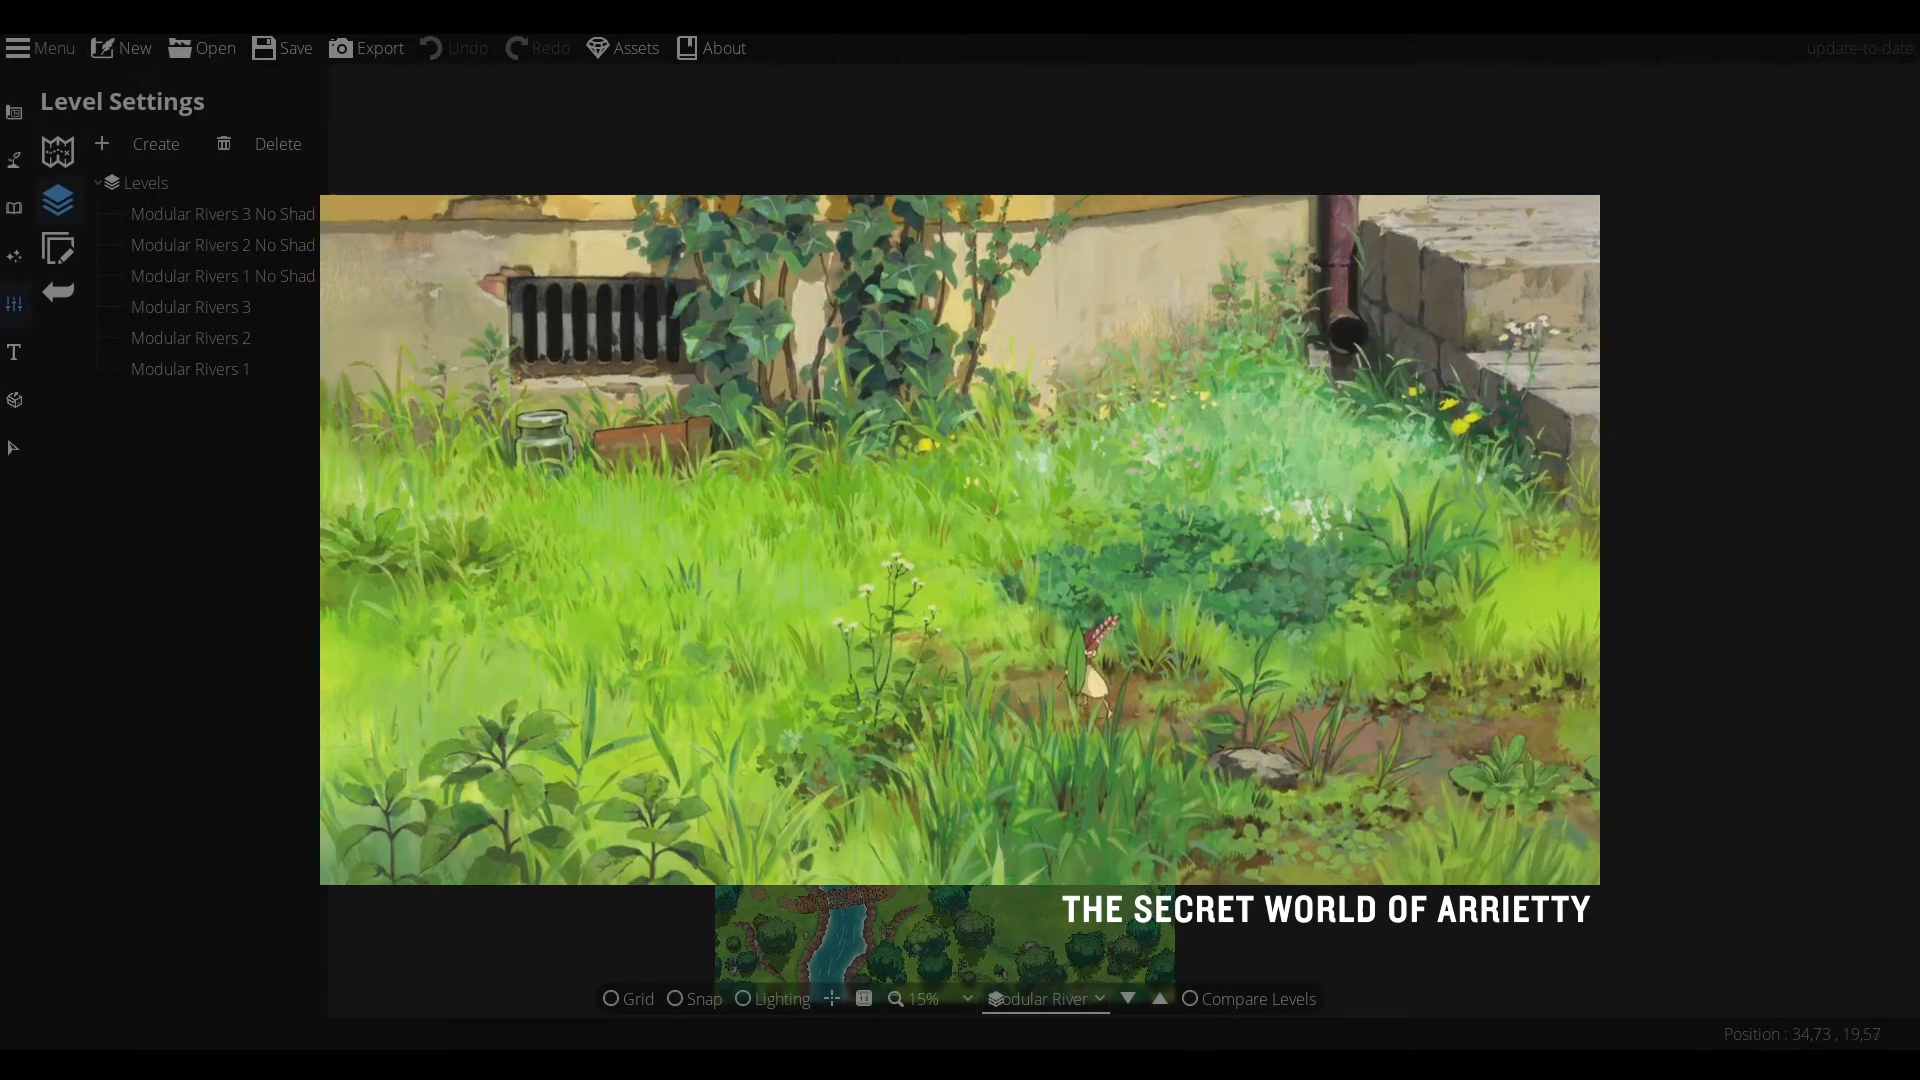 Menu New Open Save Export Undo Redo Assets About update-to-date
Level Settings
Create Delete
Levels
Modular Rivers 3 No Shad
Modular Rivers 2 No Shad
Modular Rivers 1 No Shad
Modular Rivers 3
Modular Rivers 2
Modular Rivers 1
THE SECRET WORLD OF ARRIETTY
Grid Snap Lighting 15% odular River Compare Levels
Position : 34,73 , 19,57